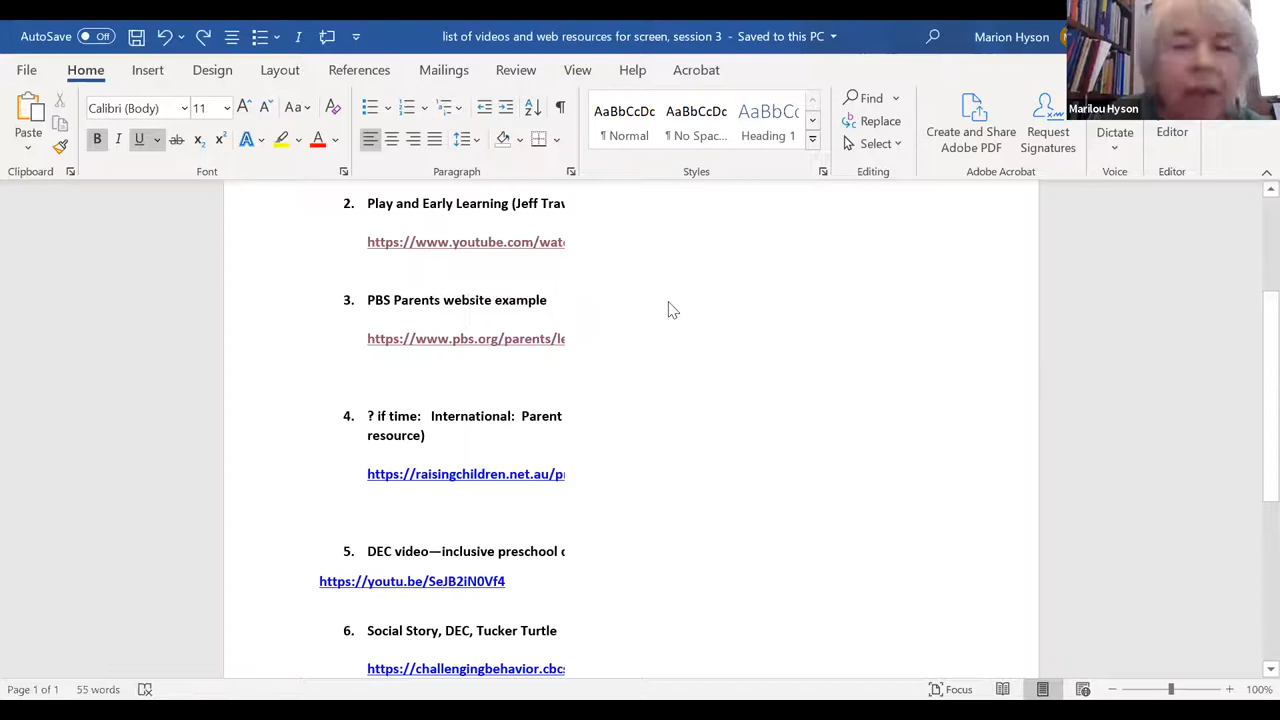 AutoSave Off
list of videos and web resources for screen, session 3 - Saved to this PC
Marion Hyson
Marilou Hyson
File Home Insert Design Layout References Mailings Review View Help Acrobat
Paste
Clipboard
Calibri (Body) 11
Font
Paragraph
AaBbCcDc AaBbCcDc AaBbCc
¶ Normal ¶ No Spac... Heading 1
Styles
Find
Replace
Select
Editing
Create and Share Adobe PDF
Request Signatures
Adobe Acrobat
Dictate
Voice
Editor
Editor
2. Play and Early Learning (Jeff Trav
https://www.youtube.com/wat
3. PBS Parents website example
https://www.pbs.org/parents/le
4. ? if time: International: Parent
resource)
https://raisingchildren.net.au/p
5. DEC video—inclusive preschool
https://youtu.be/SeJB2iN0Vf4
6. Social Story, DEC, Tucker Turtle
https://challengingbehavior.cbc
Page 1 of 1 55 words Focus 100%